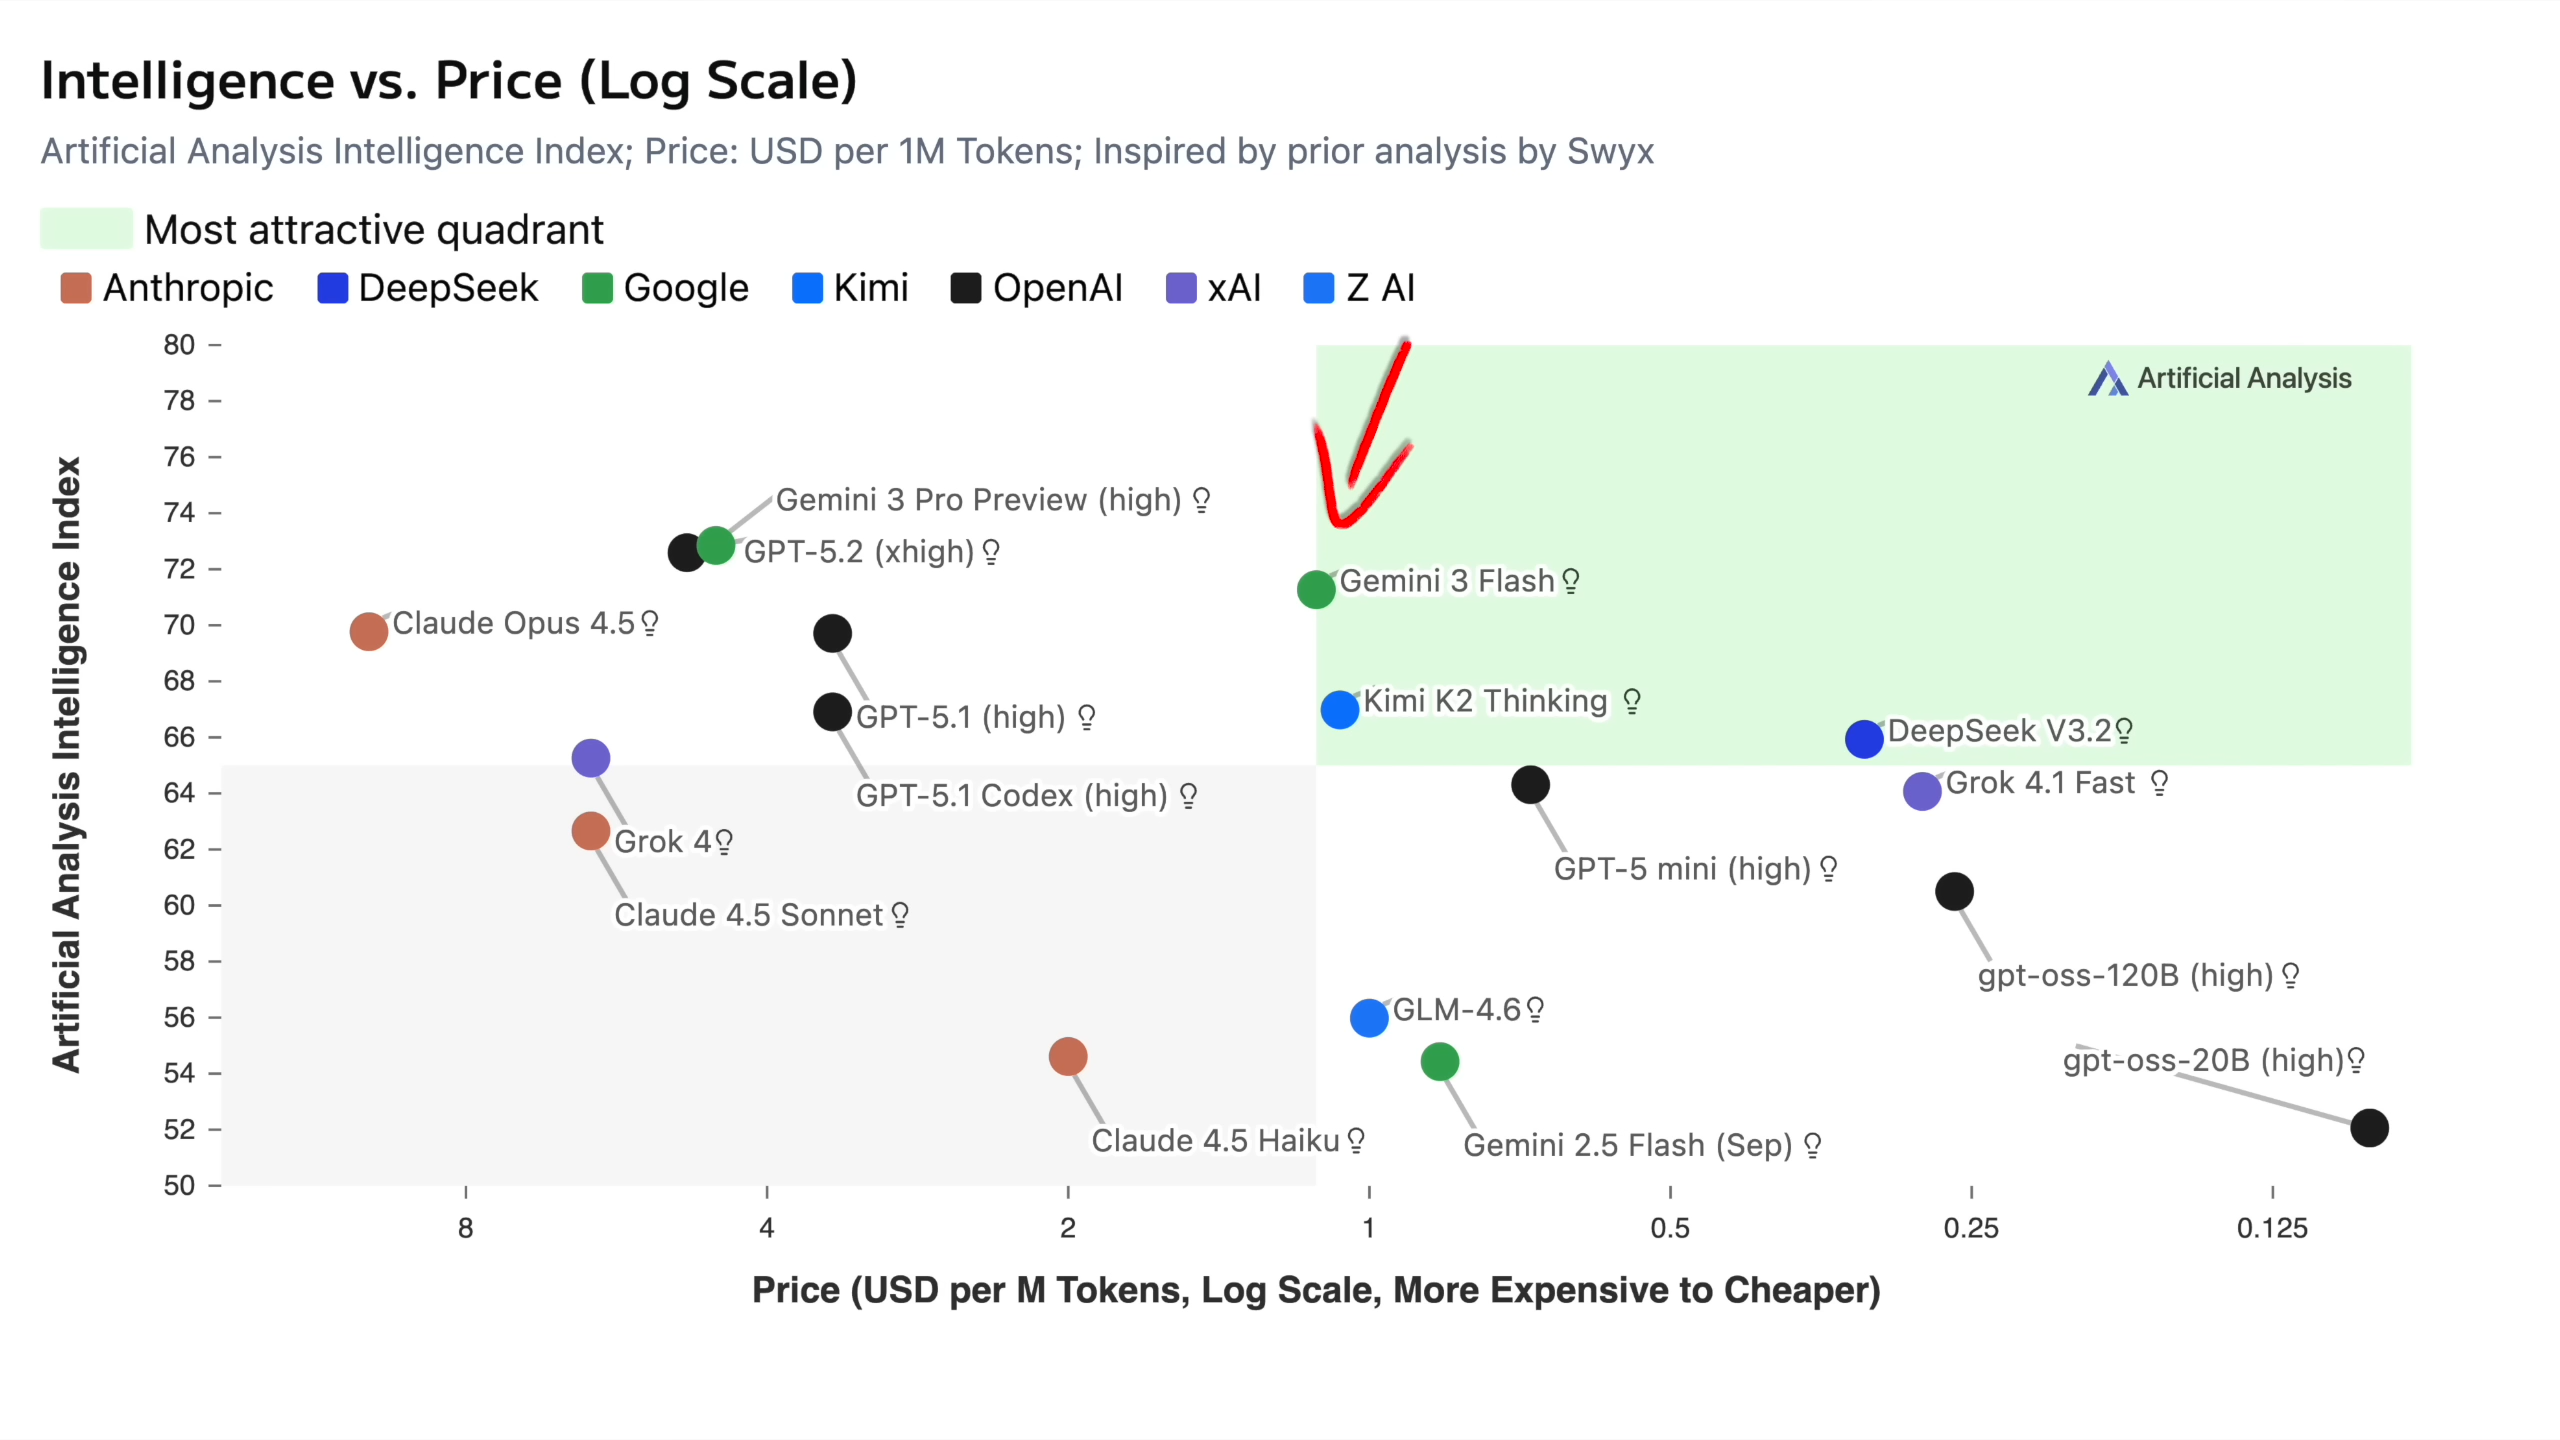 Intelligence vs. Price (Log Scale)
Artificial Analysis Intelligence Index; Price: USD per 1M Tokens; Inspired by prior analysis by Swyx
Most attractive quadrant
Anthropic DeepSeek Google Kimi OpenAI xAI Z AI
Artificial Analysis Intelligence Index
80
78
76
74
72
70
68
66
64
62
60
58
56
54
52
50
Artificial Analysis
Gemini 3 Pro Preview (high)
GPT-5.2 (xhigh)
Gemini 3 Flash
Claude Opus 4.5
Kimi K2 Thinking
GPT-5.1 (high)
DeepSeek V3.2
Grok 4.1 Fast
GPT-5.1 Codex (high)
Grok 4
GPT-5 mini (high)
Claude 4.5 Sonnet
gpt-oss-120B (high)
GLM-4.6
gpt-oss-20B (high)
Claude 4.5 Haiku
Gemini 2.5 Flash (Sep)
8 4 2 1 0.5 0.25 0.125
Price (USD per M Tokens, Log Scale, More Expensive to Cheaper)